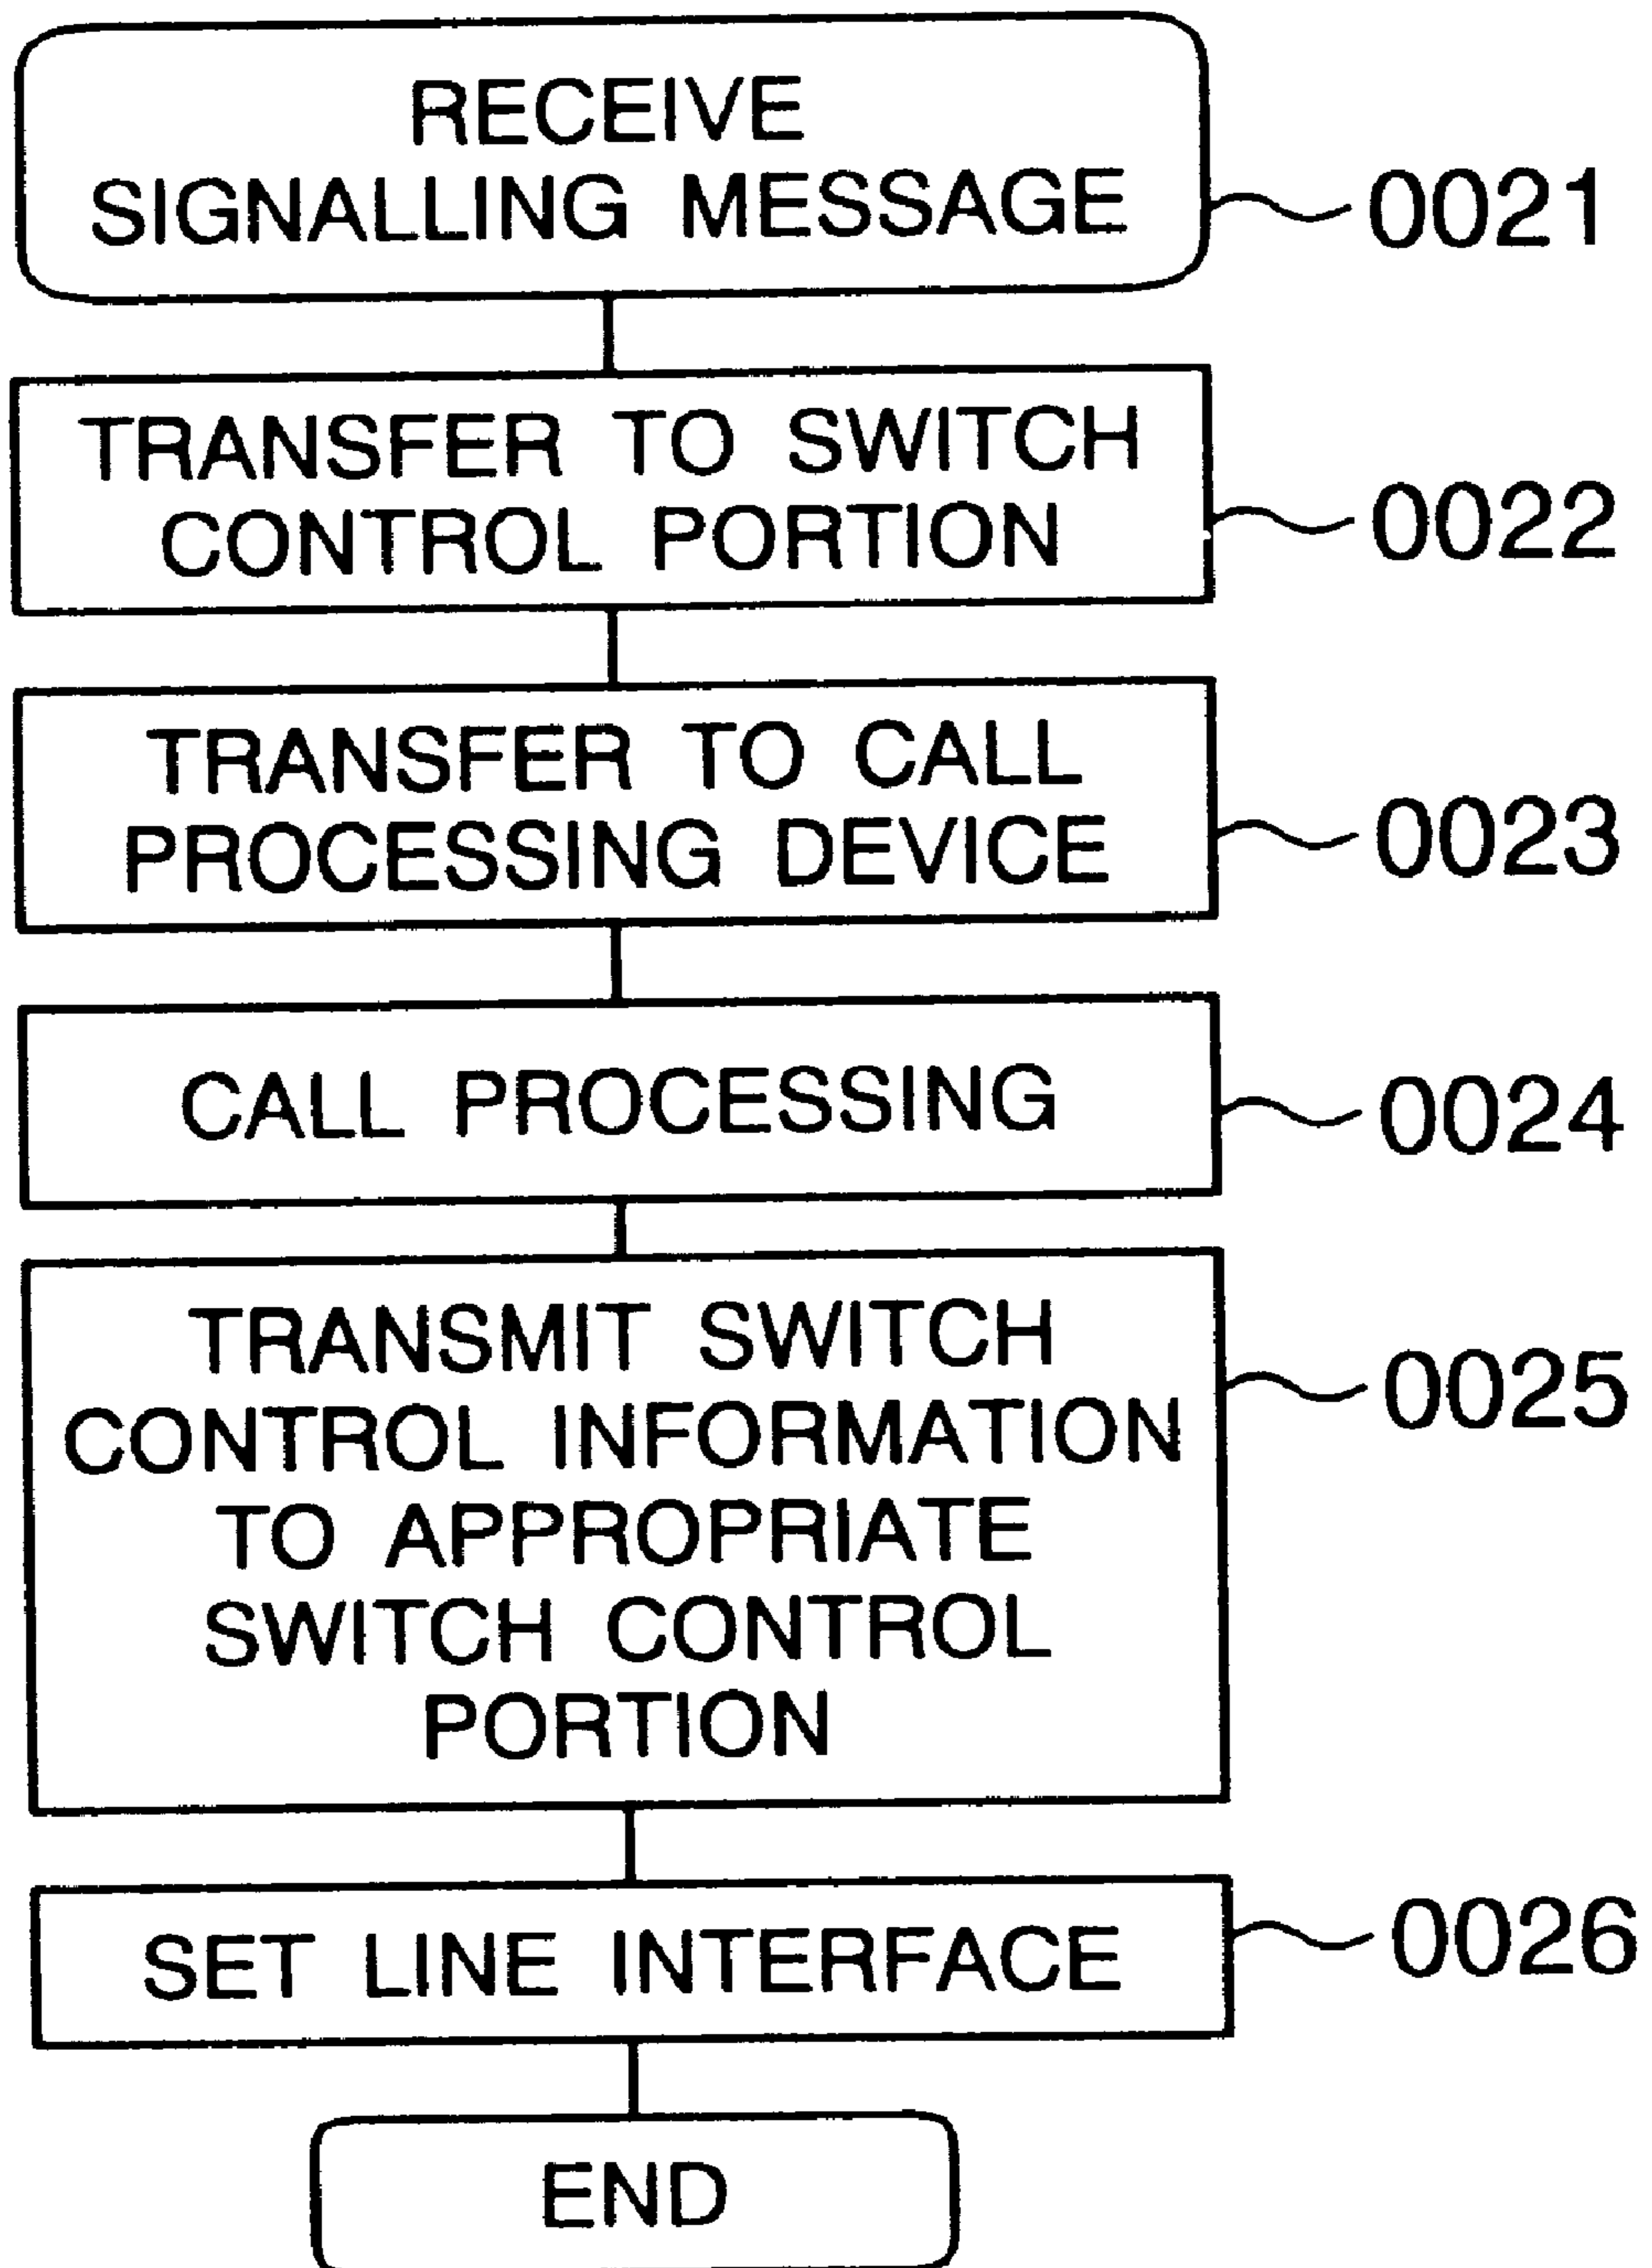 RECEIVE
SIGNALLING MESSAGE
0021
TRANSFER TO SWITCH
CONTROL PORTION
0022
TRANSFER TO CALL
PROCESSING DEVICE
0023
CALL PROCESSING
0024
TRANSMIT SWITCH
CONTROL INFORMATION
TO APPROPRIATE
SWITCH CONTROL
PORTION
0025
SET LINE INTERFACE
0026
END